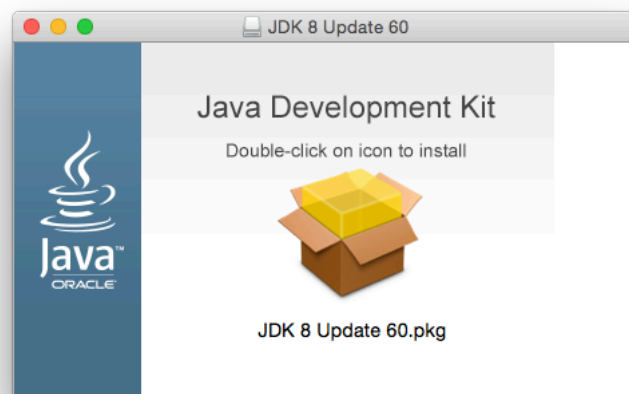 JDK 8 Update 60
Java Development Kit
Double-click on icon to install
Java™
ORACLE
JDK 8 Update 60.pkg